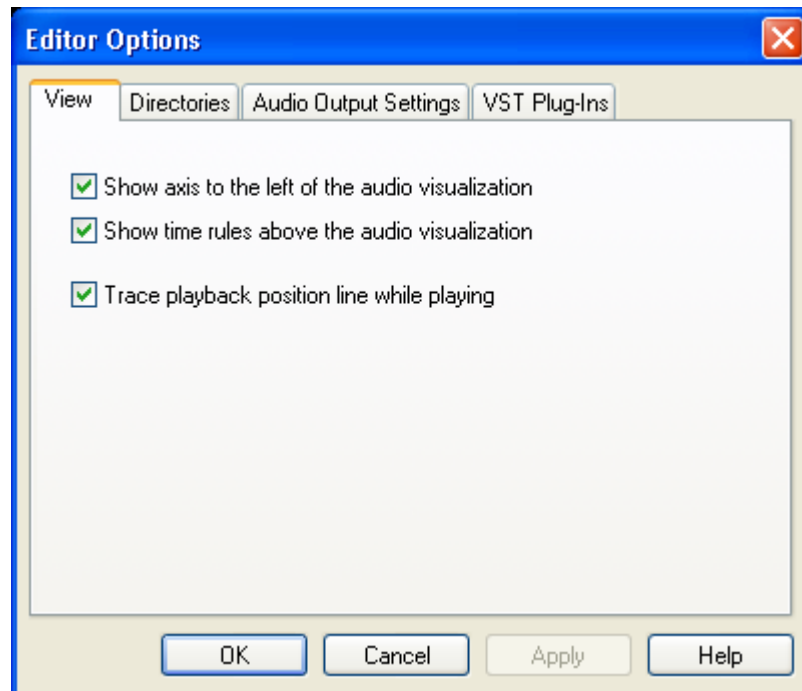 Editor Options
View Directories Audio Output Settings VST Plug-Ins
Show axis to the left of the audio visualization
Show time rules above the audio visualization
Trace playback position line while playing
OK Cancel Apply Help